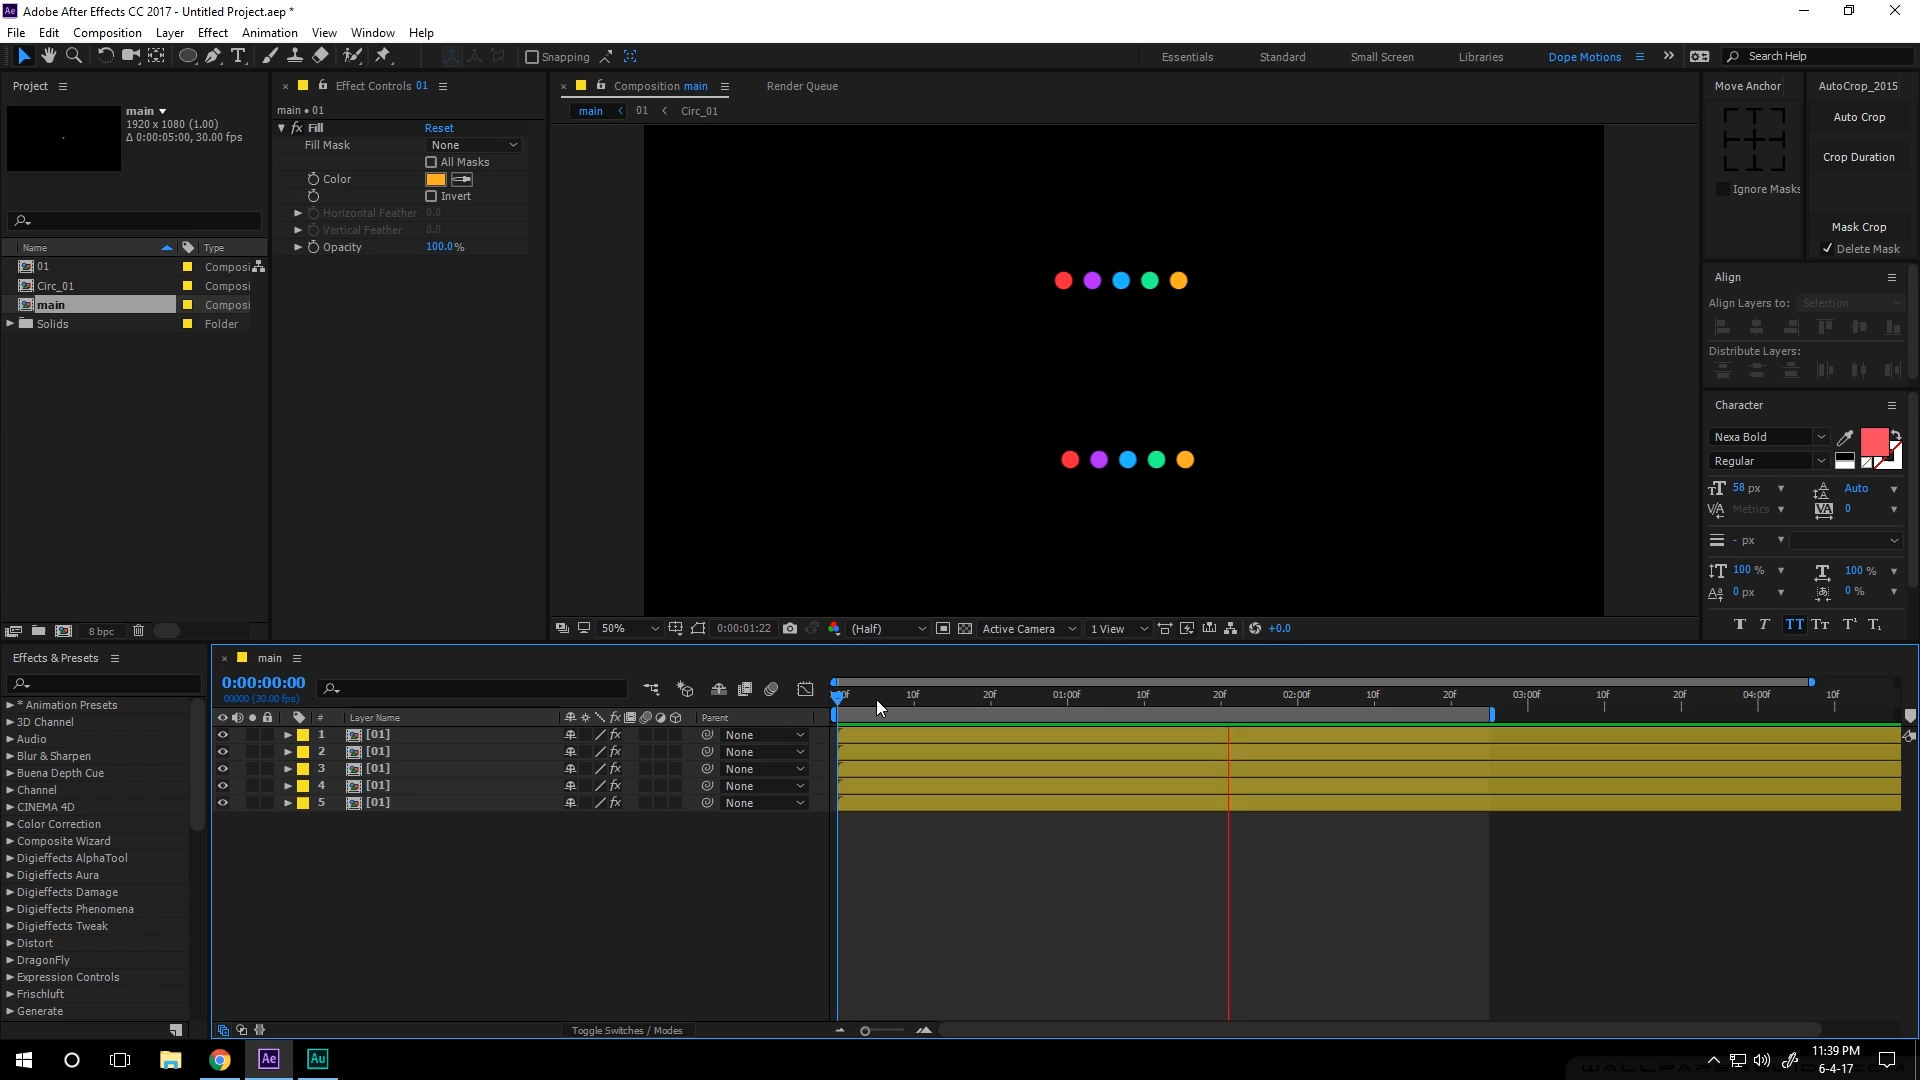 Ae Adobe After Effects CC 2017 - Untitled Project.aep *
File Edit Composition Layer Effect Animation View Window Help
Snapping
Essentials Standard Small Screen Libraries Dope Motions
Search Help
Project
main
1920 x 1080 (1.00)
Δ 0:00:05:00, 30.00 fps)
Name Type
01 Composi
Circ_01 Composi
main Composi
Solids Folder
8 bpc
Effect Controls 01
main • 01
fx Fill Reset
Fill Mask None
All Masks
Color
Invert
Horizontal Feather 0.0
Vertical Feather 0.0
Opacity 100.0%
Composition main
Render Queue
main 01 Circ_01
50% 0:00:01:22 (Half) Active Camera 1 View +0.0
Move Anchor
Ignore Masks
AutoCrop_2015
Auto Crop
Crop Duration
Mask Crop
Delete Mask
Align
Align Layers to: Selection
Distribute Layers:
Character
Nexa Bold
Regular
58 px Auto
Metrics 0
- px
100 % 100 %
0 px 0 %
Effects & Presets
* Animation Presets
3D Channel
Audio
Blur & Sharpen
Buena Depth Cue
Channel
CINEMA 4D
Color Correction
Composite Wizard
Digieffects AlphaTool
Digieffects Aura
Digieffects Damage
Digieffects Phenomena
Digieffects Tweak
Distort
DragonFly
Expression Controls
Frischluft
Generate
main
0:00:00:00
00000 (30.00 fps)
10f 20f 01:00f 10f 20f 02:00f 10f 20f 03:00f 10f 20f 04:00f 10f
# Layer Name Parent
1 [01] fx None
2 [01] fx None
3 [01] fx None
4 [01] fx None
5 [01] fx None
Toggle Switches / Modes
Ae Au
11:39 PM
6-4-17